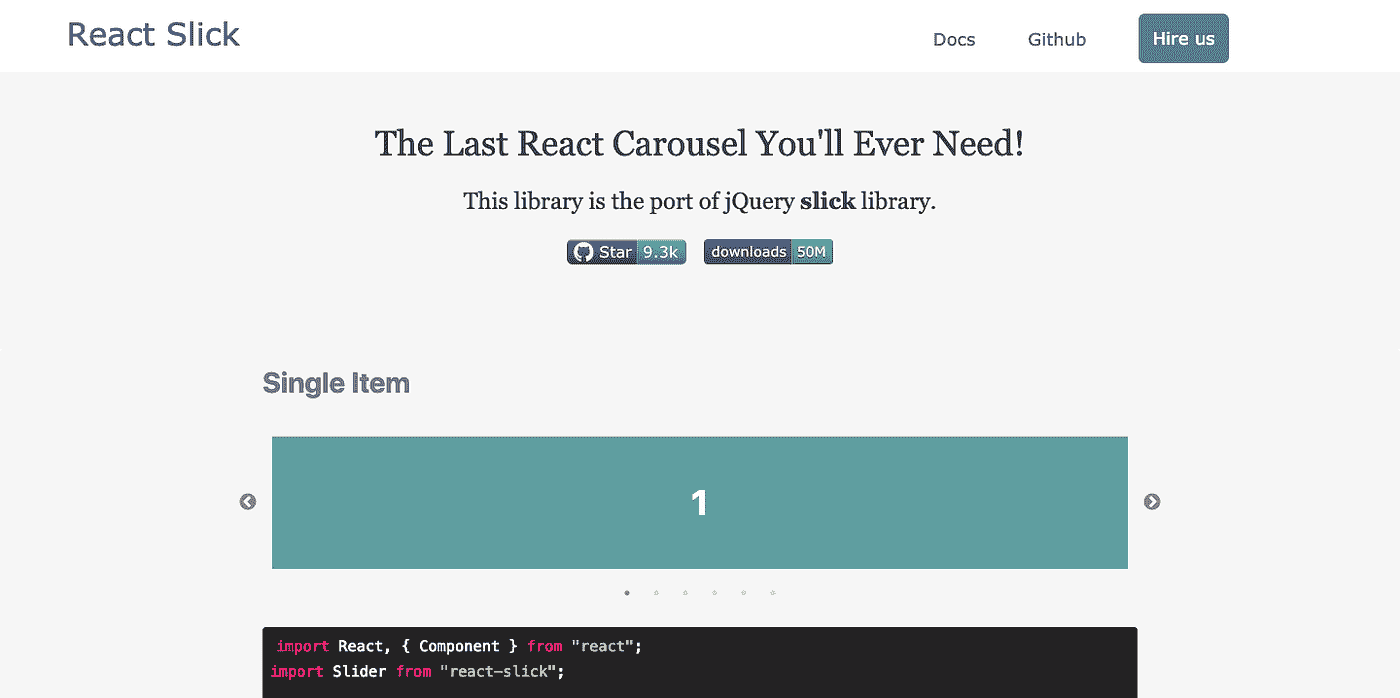 React Slick
Docs Github Hire us
The Last React Carousel You'll Ever Need!
This library is the port of jQuery slick library.
Star 9.3k downloads 50M
Single Item
1
import React, { Component } from "react";
import Slider from "react-slick";